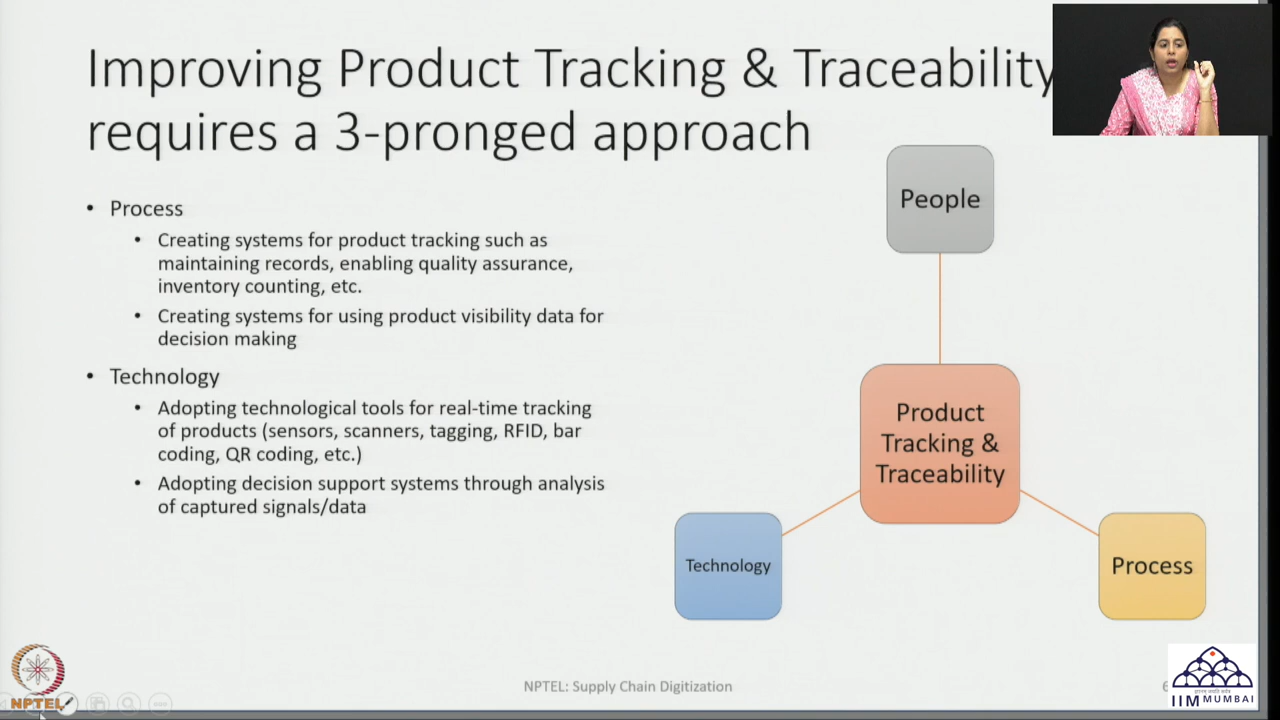 Improving Product Tracking & Traceability
requires a 3-pronged approach
• Process
• Creating systems for product tracking such as
maintaining records, enabling quality assurance,
inventory counting, etc.
• Creating systems for using product visibility data for
decision making
• Technology
• Adopting technological tools for real-time tracking
of products (sensors, scanners, tagging, RFID, bar
coding, QR coding, etc.)
• Adopting decision support systems through analysis
of captured signals/data
People
Product
Tracking &
Traceability
Technology
Process
NPTEL
NPTEL: Supply Chain Digitization
IIM MUMBAI